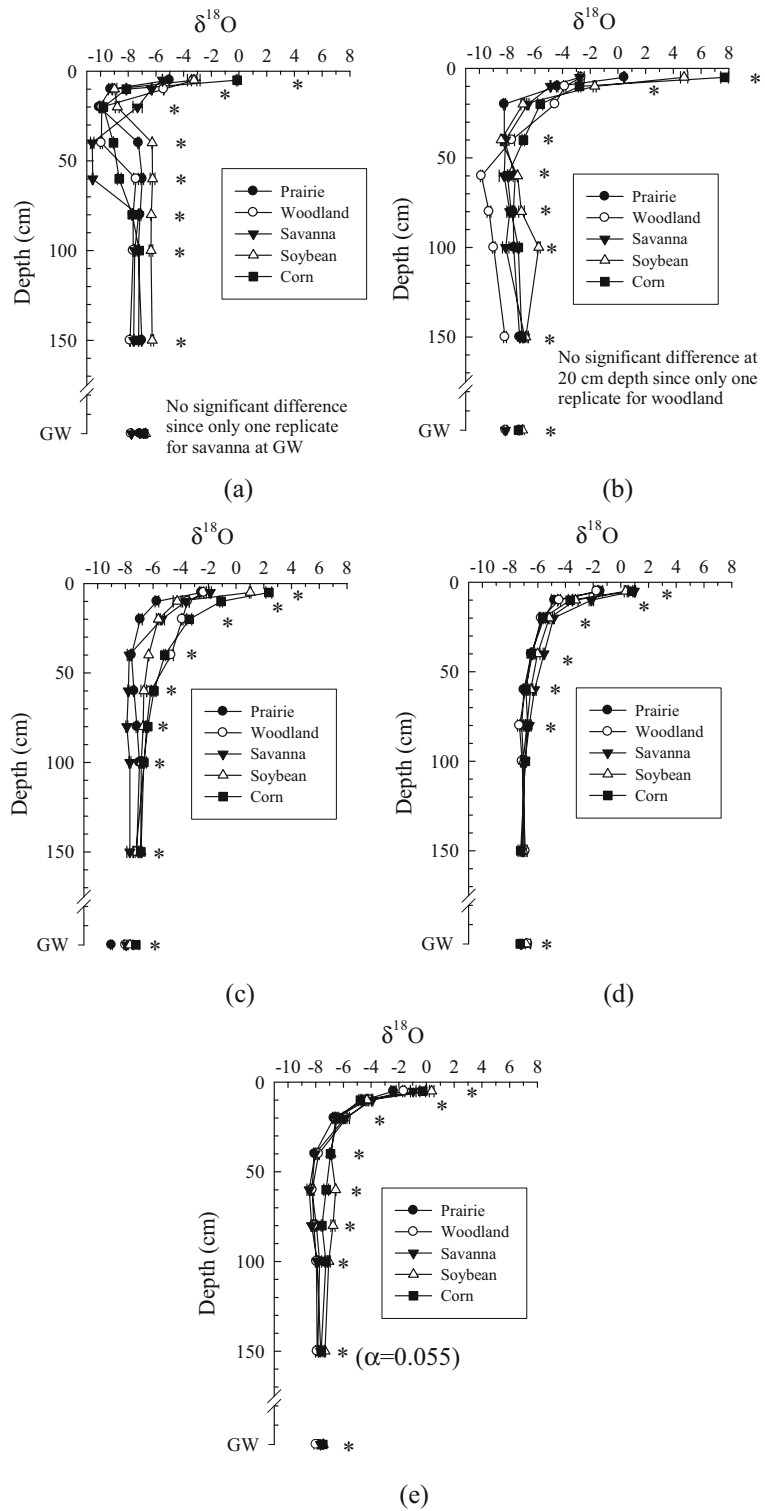 δ18O
-10 -8 -6 -4 -2 0 2 4 6 8
0
50
100
150
GW
Depth (cm)
*
*
*
*
*
*
*
*
Prairie
Woodland
Savanna
Soybean
Corn
No significant difference
since only one replicate
for savanna at GW
(a)
δ18O
-10 -8 -6 -4 -2 0 2 4 6 8
0
50
100
150
GW
Depth (cm)
*
*
*
*
*
*
*
*
Prairie
Woodland
Savanna
Soybean
Corn
No significant difference at
20 cm depth since only one
replicate for woodland
(b)
δ18O
-10 -8 -6 -4 -2 0 2 4 6 8
0
50
100
150
GW
Depth (cm)
*
*
*
*
*
*
*
*
Prairie
Woodland
Savanna
Soybean
Corn
(c)
δ18O
-10 -8 -6 -4 -2 0 2 4 6 8
0
50
100
150
GW
Depth (cm)
*
*
*
*
*
*
*
Prairie
Woodland
Savanna
Soybean
Corn
(d)
δ18O
-10 -8 -6 -4 -2 0 2 4 6 8
0
50
100
150
GW
Depth (cm)
*
*
*
*
*
*
*
*
*
Prairie
Woodland
Savanna
Soybean
Corn
(α=0.055)
(e)